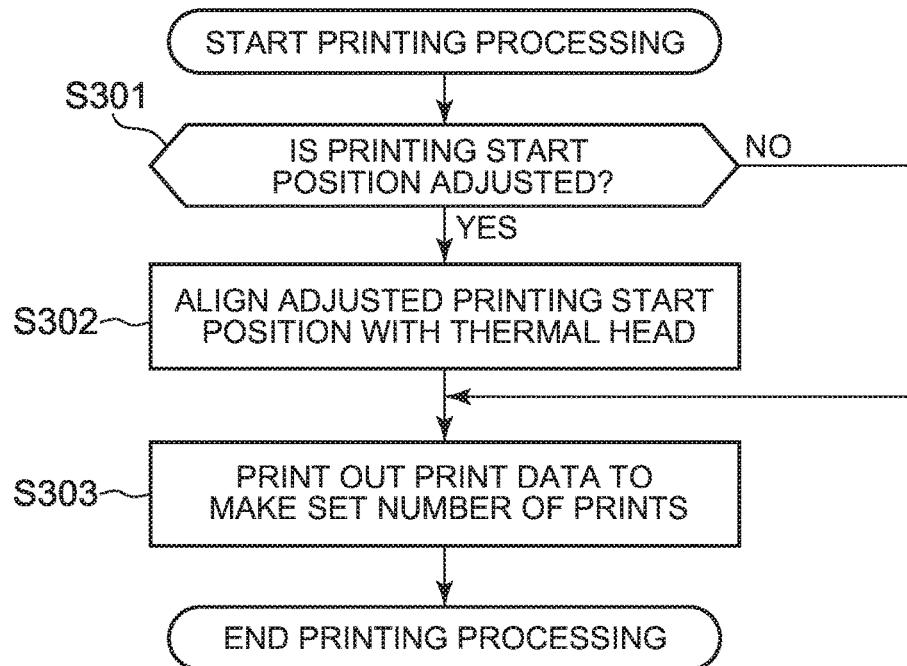 START PRINTING PROCESSING
S301
IS PRINTING START
POSITION ADJUSTED?
NO
YES
S302
ALIGN ADJUSTED PRINTING START
POSITION WITH THERMAL HEAD
S303
PRINT OUT PRINT DATA TO
MAKE SET NUMBER OF PRINTS
END PRINTING PROCESSING